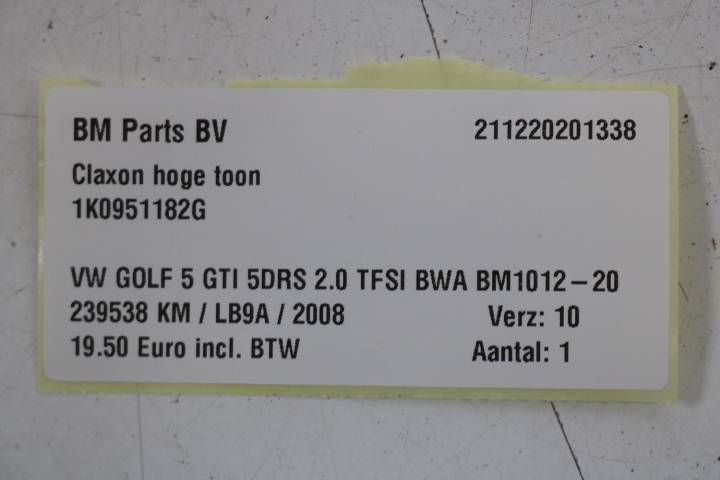 BM Parts BV 211220201338
Claxon hoge toon
1K0951182G
VW GOLF 5 GTI 5DRS 2.0 TFSI BWA BM1012-20
239538 KM / LB9A / 2008 Verz: 10
19.50 Euro incl. BTW Aantal: 1